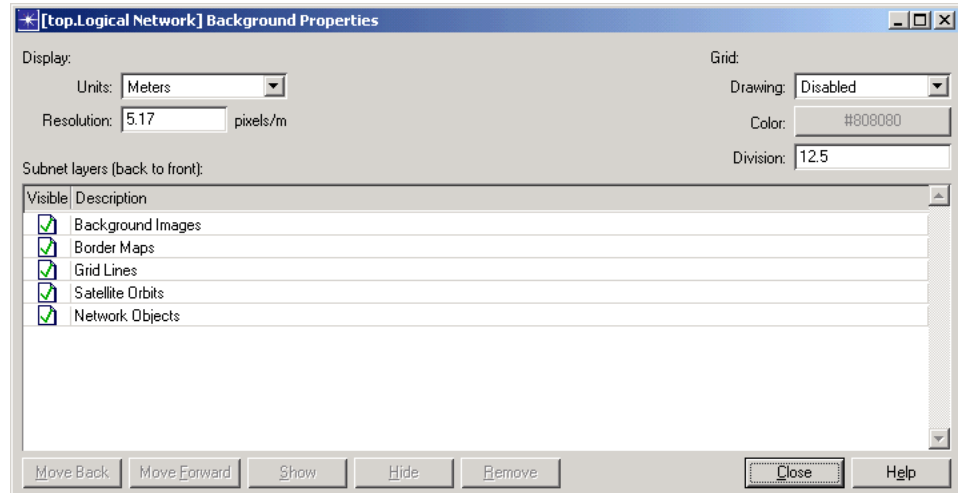 [top.Logical Network] Background Properties
Display:
Units: Meters
Resolution: 5.17 pixels/m
Grid:
Drawing: Disabled
Color: #808080
Division: 12.5
Subnet layers (back to front):
Visible Description
Background Images
Border Maps
Grid Lines
Satellite Orbits
Network Objects
Move Back Move Forward Show Hide Remove Close Help